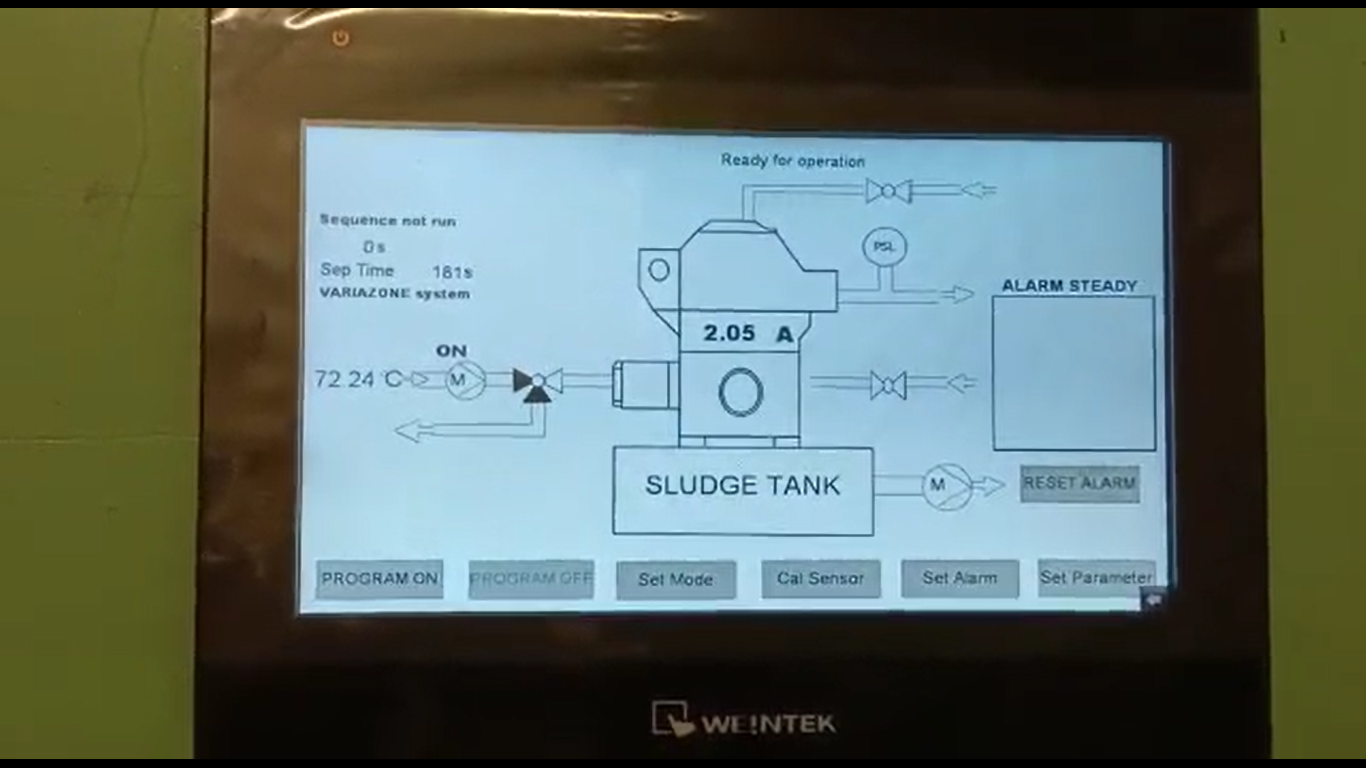 Ready for operation
Sequence not run
0 s
Sep Time 181s
VARIAZONE system
PSL
ALARM STEADY
2.05 A
ON
72 24 °C
M
SLUDGE TANK
M
RESET ALARM
PROGRAM ON
PROGRAM OFF
Set Mode
Cal Sensor
Set Alarm
Set Parameter
WEINTEK